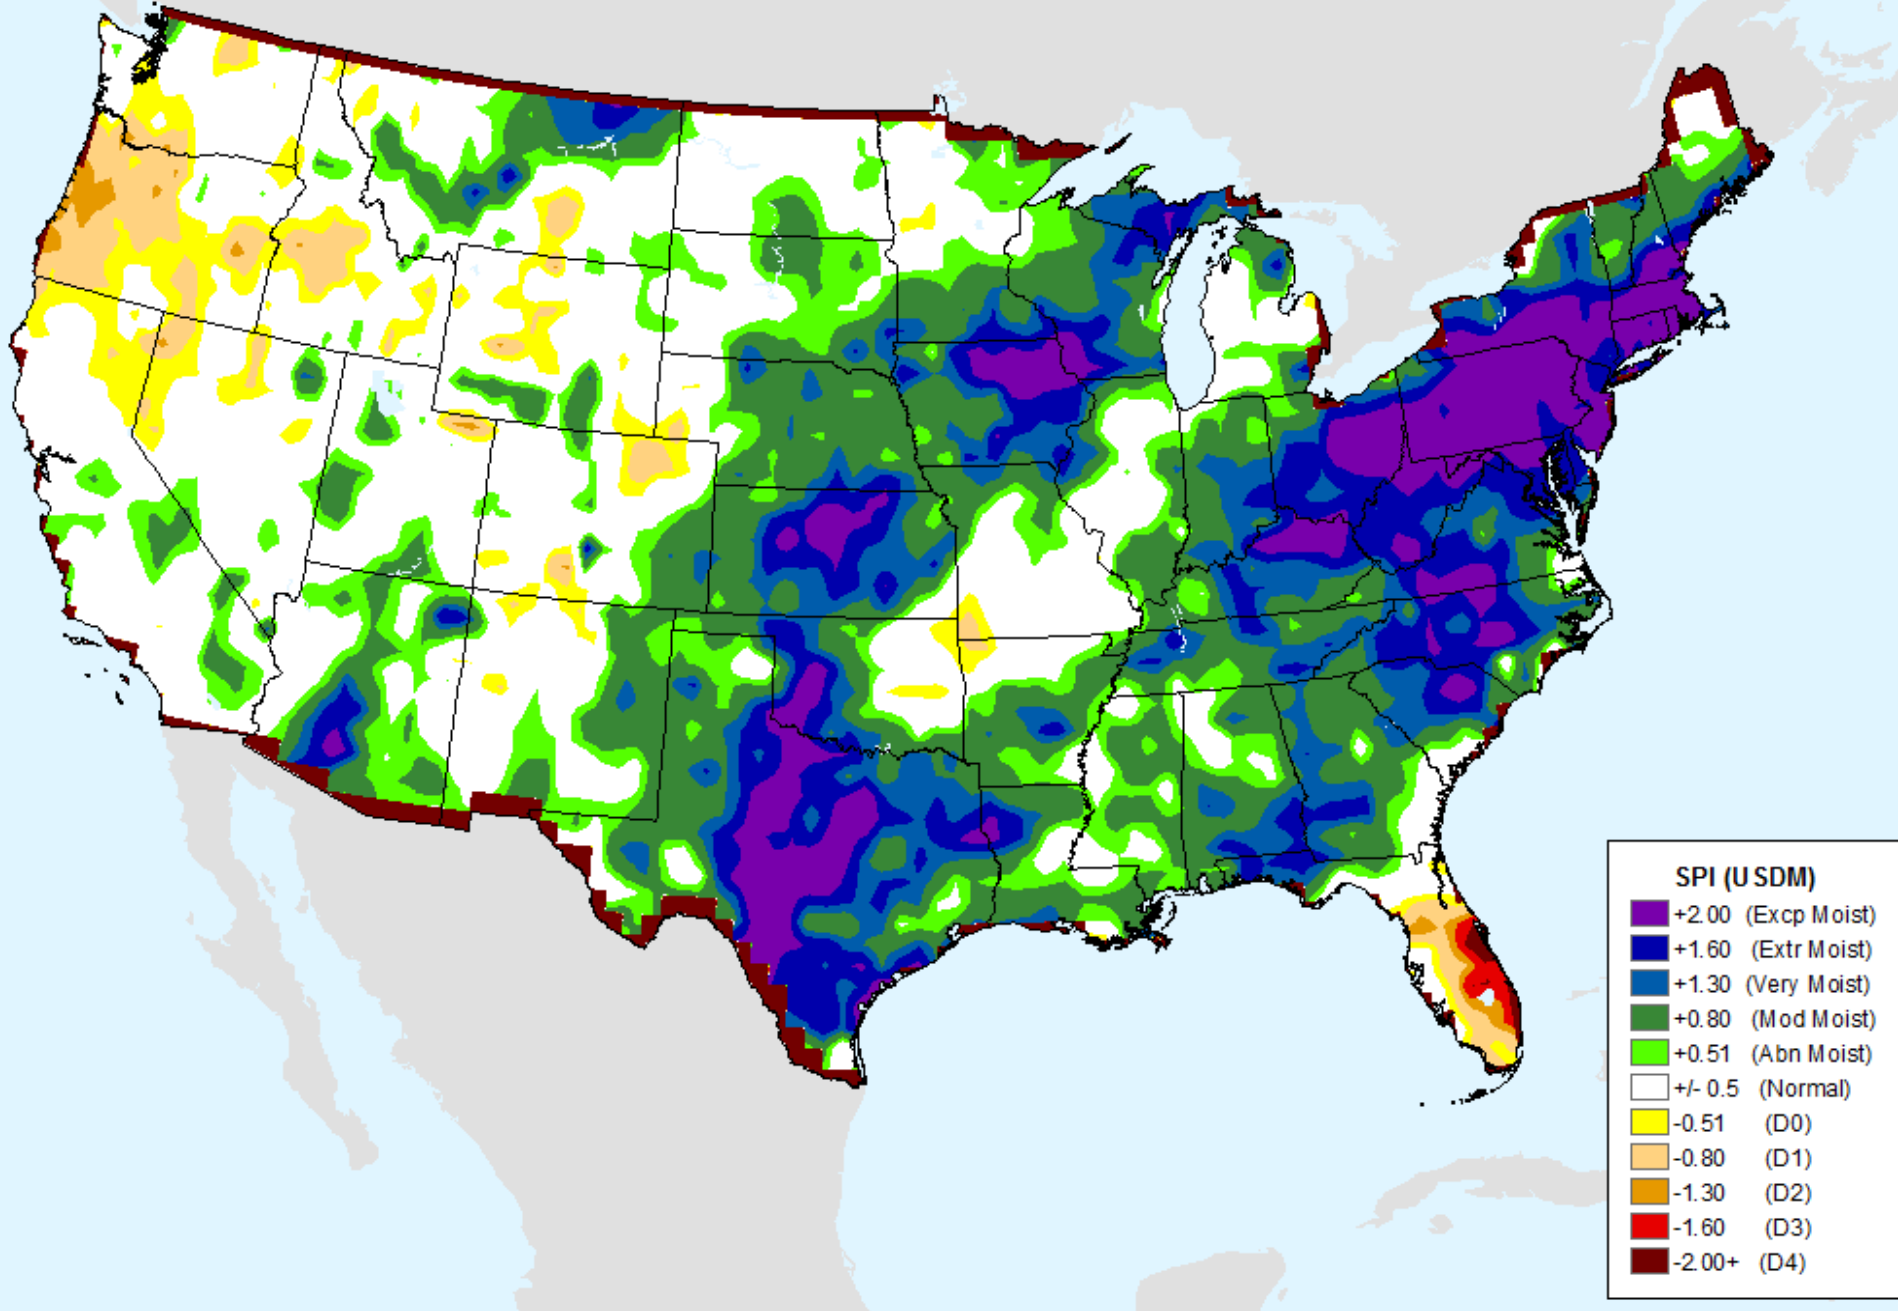 SPI (USDM)
+2.00 (Excp Moist)
+1.60 (Extr Moist)
+1.30 (Very Moist)
+0.80 (Mod Moist)
+0.51 (Abn Moist)
+/- 0.5 (Normal)
-0.51 (D0)
-0.80 (D1)
-1.30 (D2)
-1.60 (D3)
-2.00+ (D4)